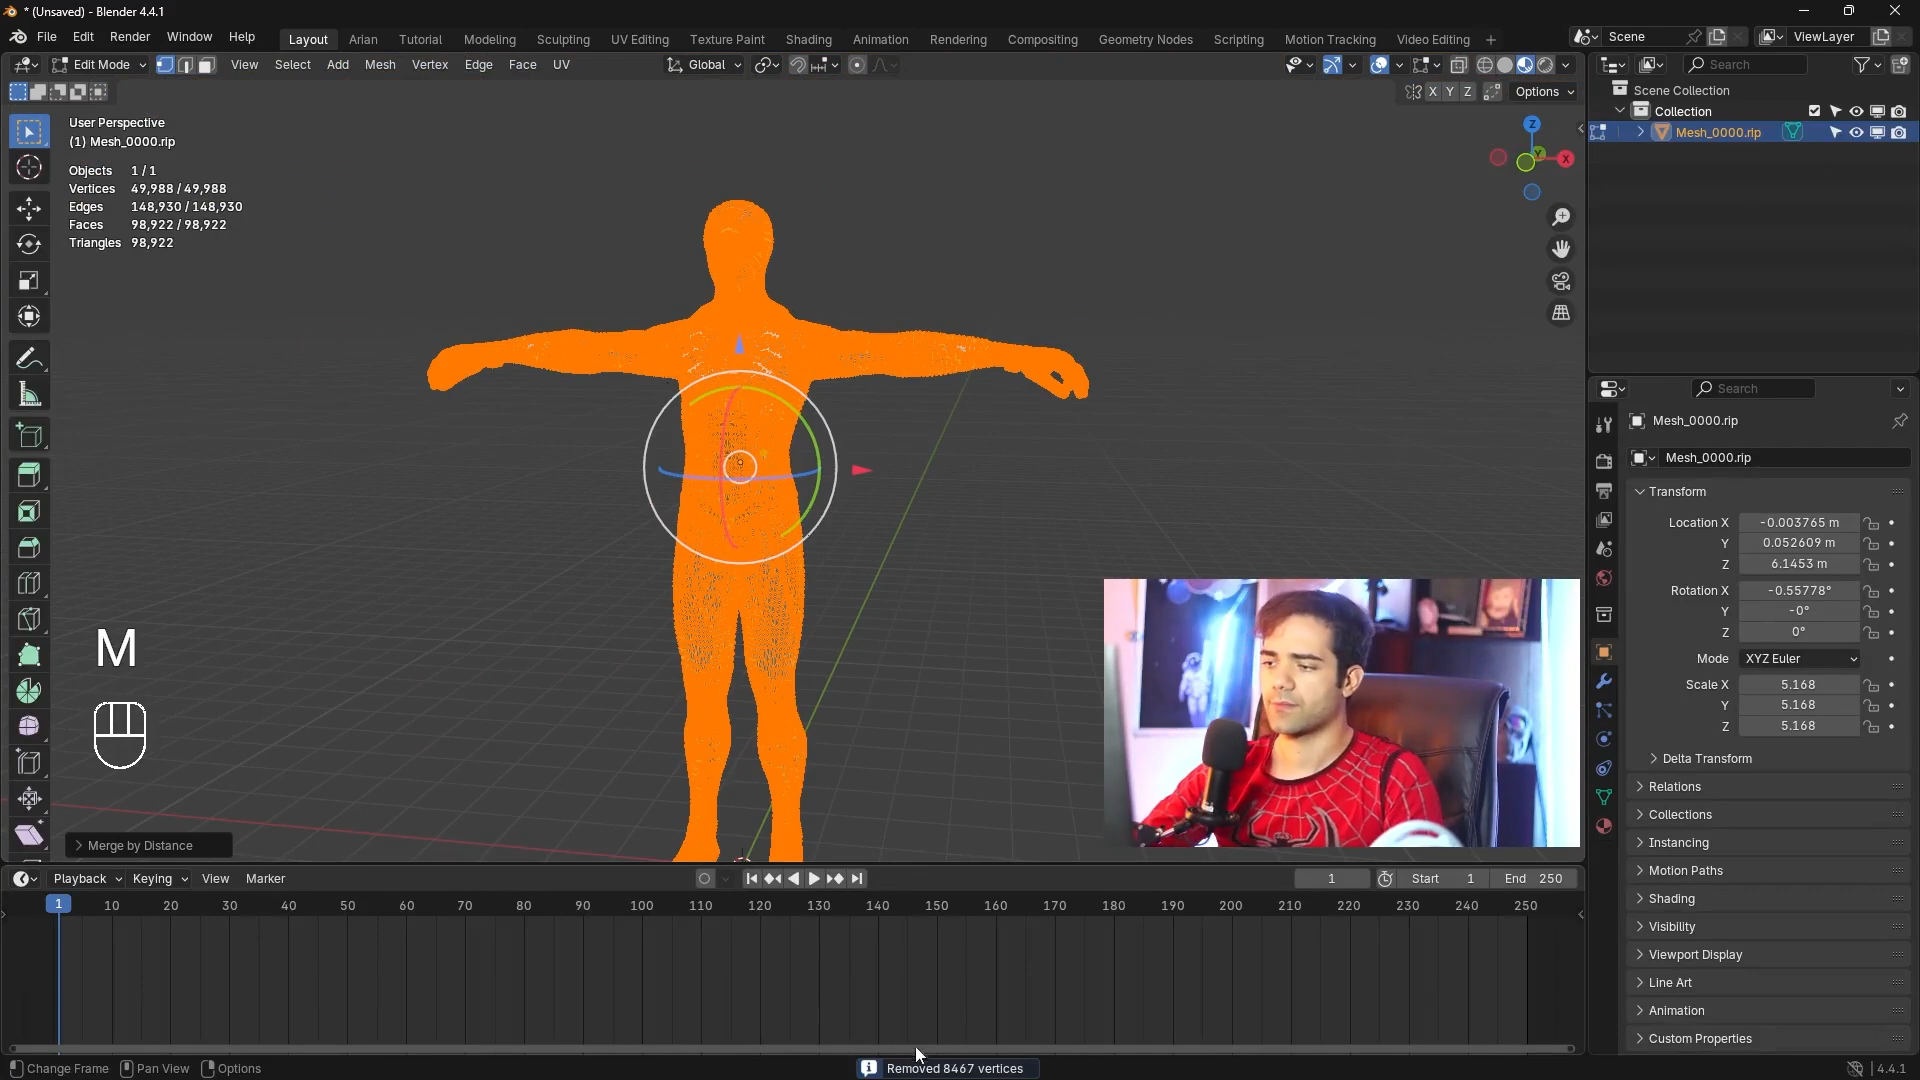 * (Unsaved) - Blender 4.4.1
File Edit Render Window Help
Layout Arian Tutorial Modeling Sculpting UV Editing Texture Paint Shading Animation Rendering Compositing Geometry Nodes Scripting Motion Tracking Video Editing +
Scene
ViewLayer
Edit Mode View Select Add Mesh Vertex Edge Face UV
Global
Search
X Y Z Options
Scene Collection
Collection
Mesh_0000.rip
User Perspective
(1) Mesh_0000.rip
Objects 1 / 1
Vertices 49,988 / 49,988
Edges 148,930 / 148,930
Faces 98,922 / 98,922
Triangles 98,922
Z
Y
X
M
Merge by Distance
Search
Mesh_0000.rip
Mesh_0000.rip
Transform
Location X -0.003765 m
Y 0.052609 m
Z 6.1453 m
Rotation X -0.55778°
Y -0°
Z 0°
Mode XYZ Euler
Scale X 5.168
Y 5.168
Z 5.168
Delta Transform
Relations
Collections
Instancing
Motion Paths
Shading
Visibility
Viewport Display
Line Art
Animation
Custom Properties
Playback Keying View Marker
1 Start 1 End 250
1 10 20 30 40 50 60 70 80 90 100 110 120 130 140 150 160 170 180 190 200 210 220 230 240 250
Change Frame Pan View Options
Removed 8467 vertices
4.4.1